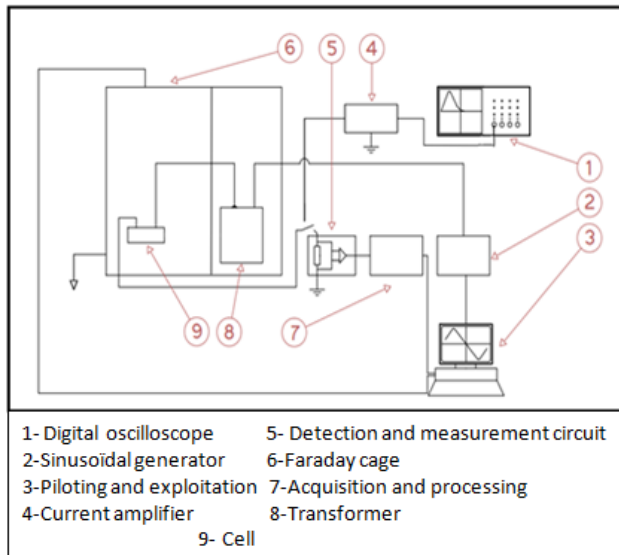 6
5
4
1
2
3
9
8
7
1- Digital oscilloscope 5- Detection and measurement circuit
2-Sinusoïdal generator 6-Faraday cage
3-Piloting and exploitation 7-Acquisition and processing
4-Current amplifier 8-Transformer
9- Cell